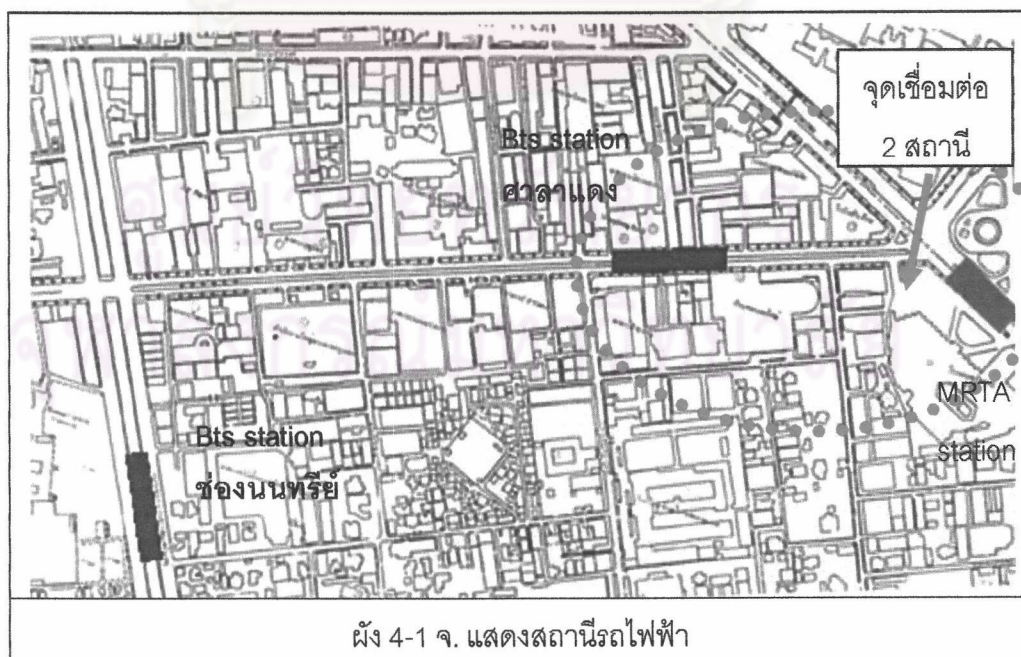 จุดเชื่อมต่อ
2 สถานี
Bts station
ศาลาแดง
MRTA
station
Bts station
ช่องนนทรีย์
ผัง 4-1 จ. แสดงสถานีรถไฟฟ้า